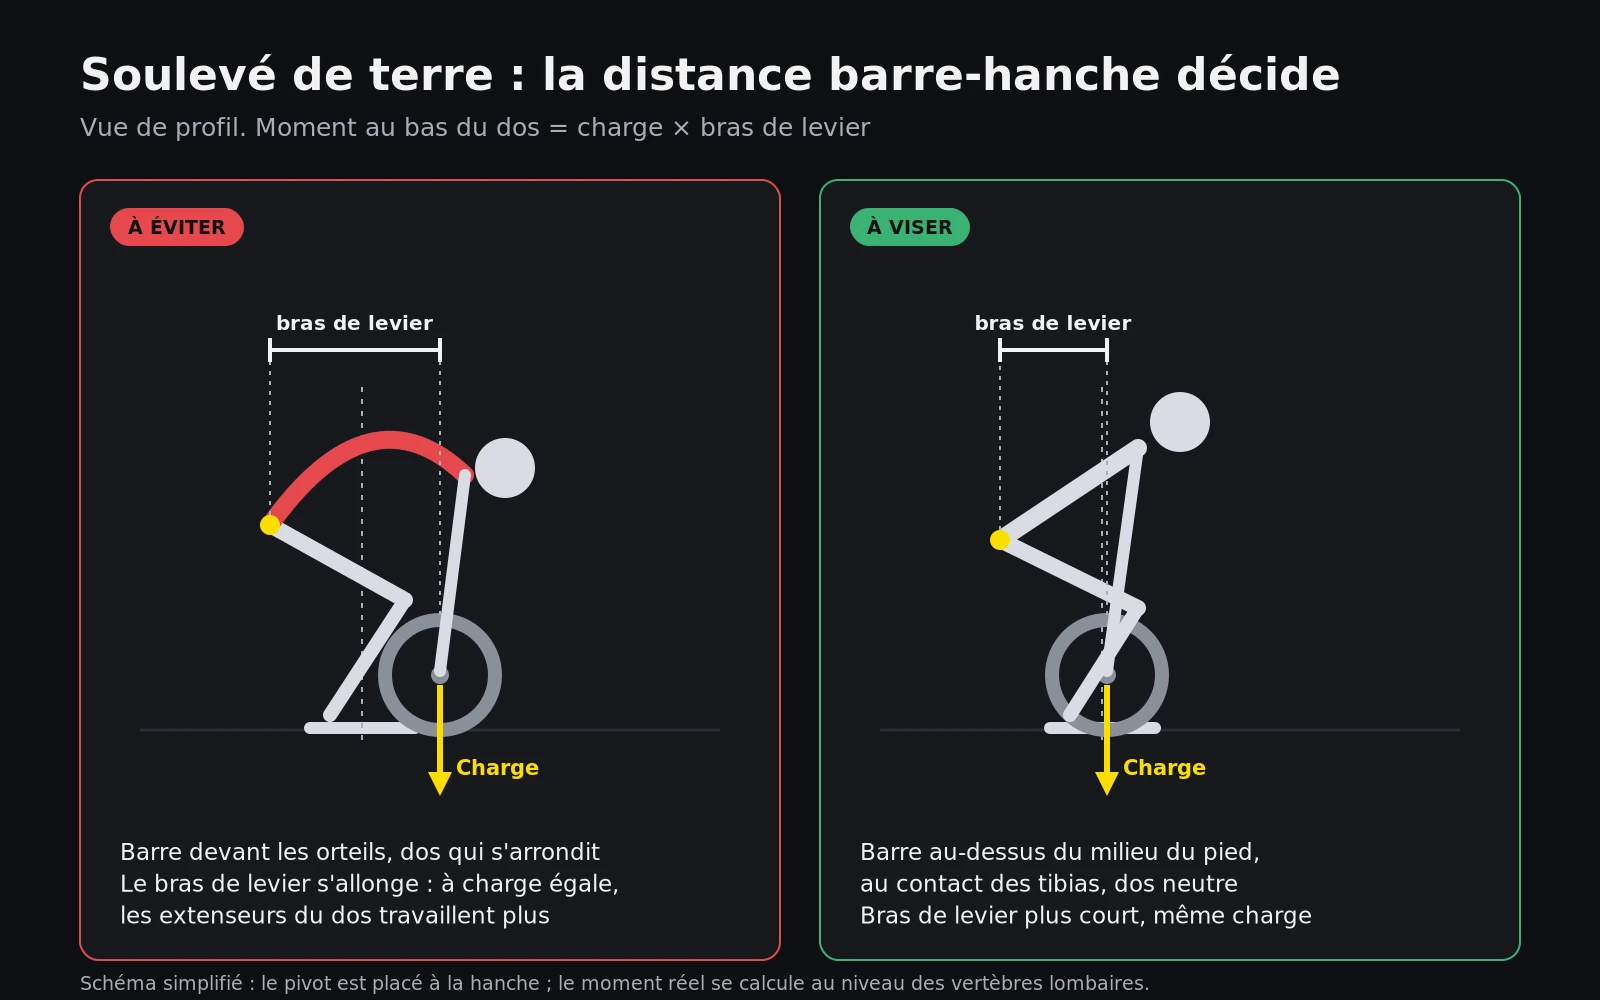 Soulevé de terre : la distance barre-hanche décide
Vue de profil. Moment au bas du dos = charge × bras de levier
À ÉVITER
bras de levier
Charge
Barre devant les orteils, dos qui s'arrondit
Le bras de levier s'allonge : à charge égale,
les extenseurs du dos travaillent plus
À VISER
bras de levier
Charge
Barre au-dessus du milieu du pied,
au contact des tibias, dos neutre
Bras de levier plus court, même charge
Schéma simplifié : le pivot est placé à la hanche ; le moment réel se calcule au niveau des vertèbres lombaires.